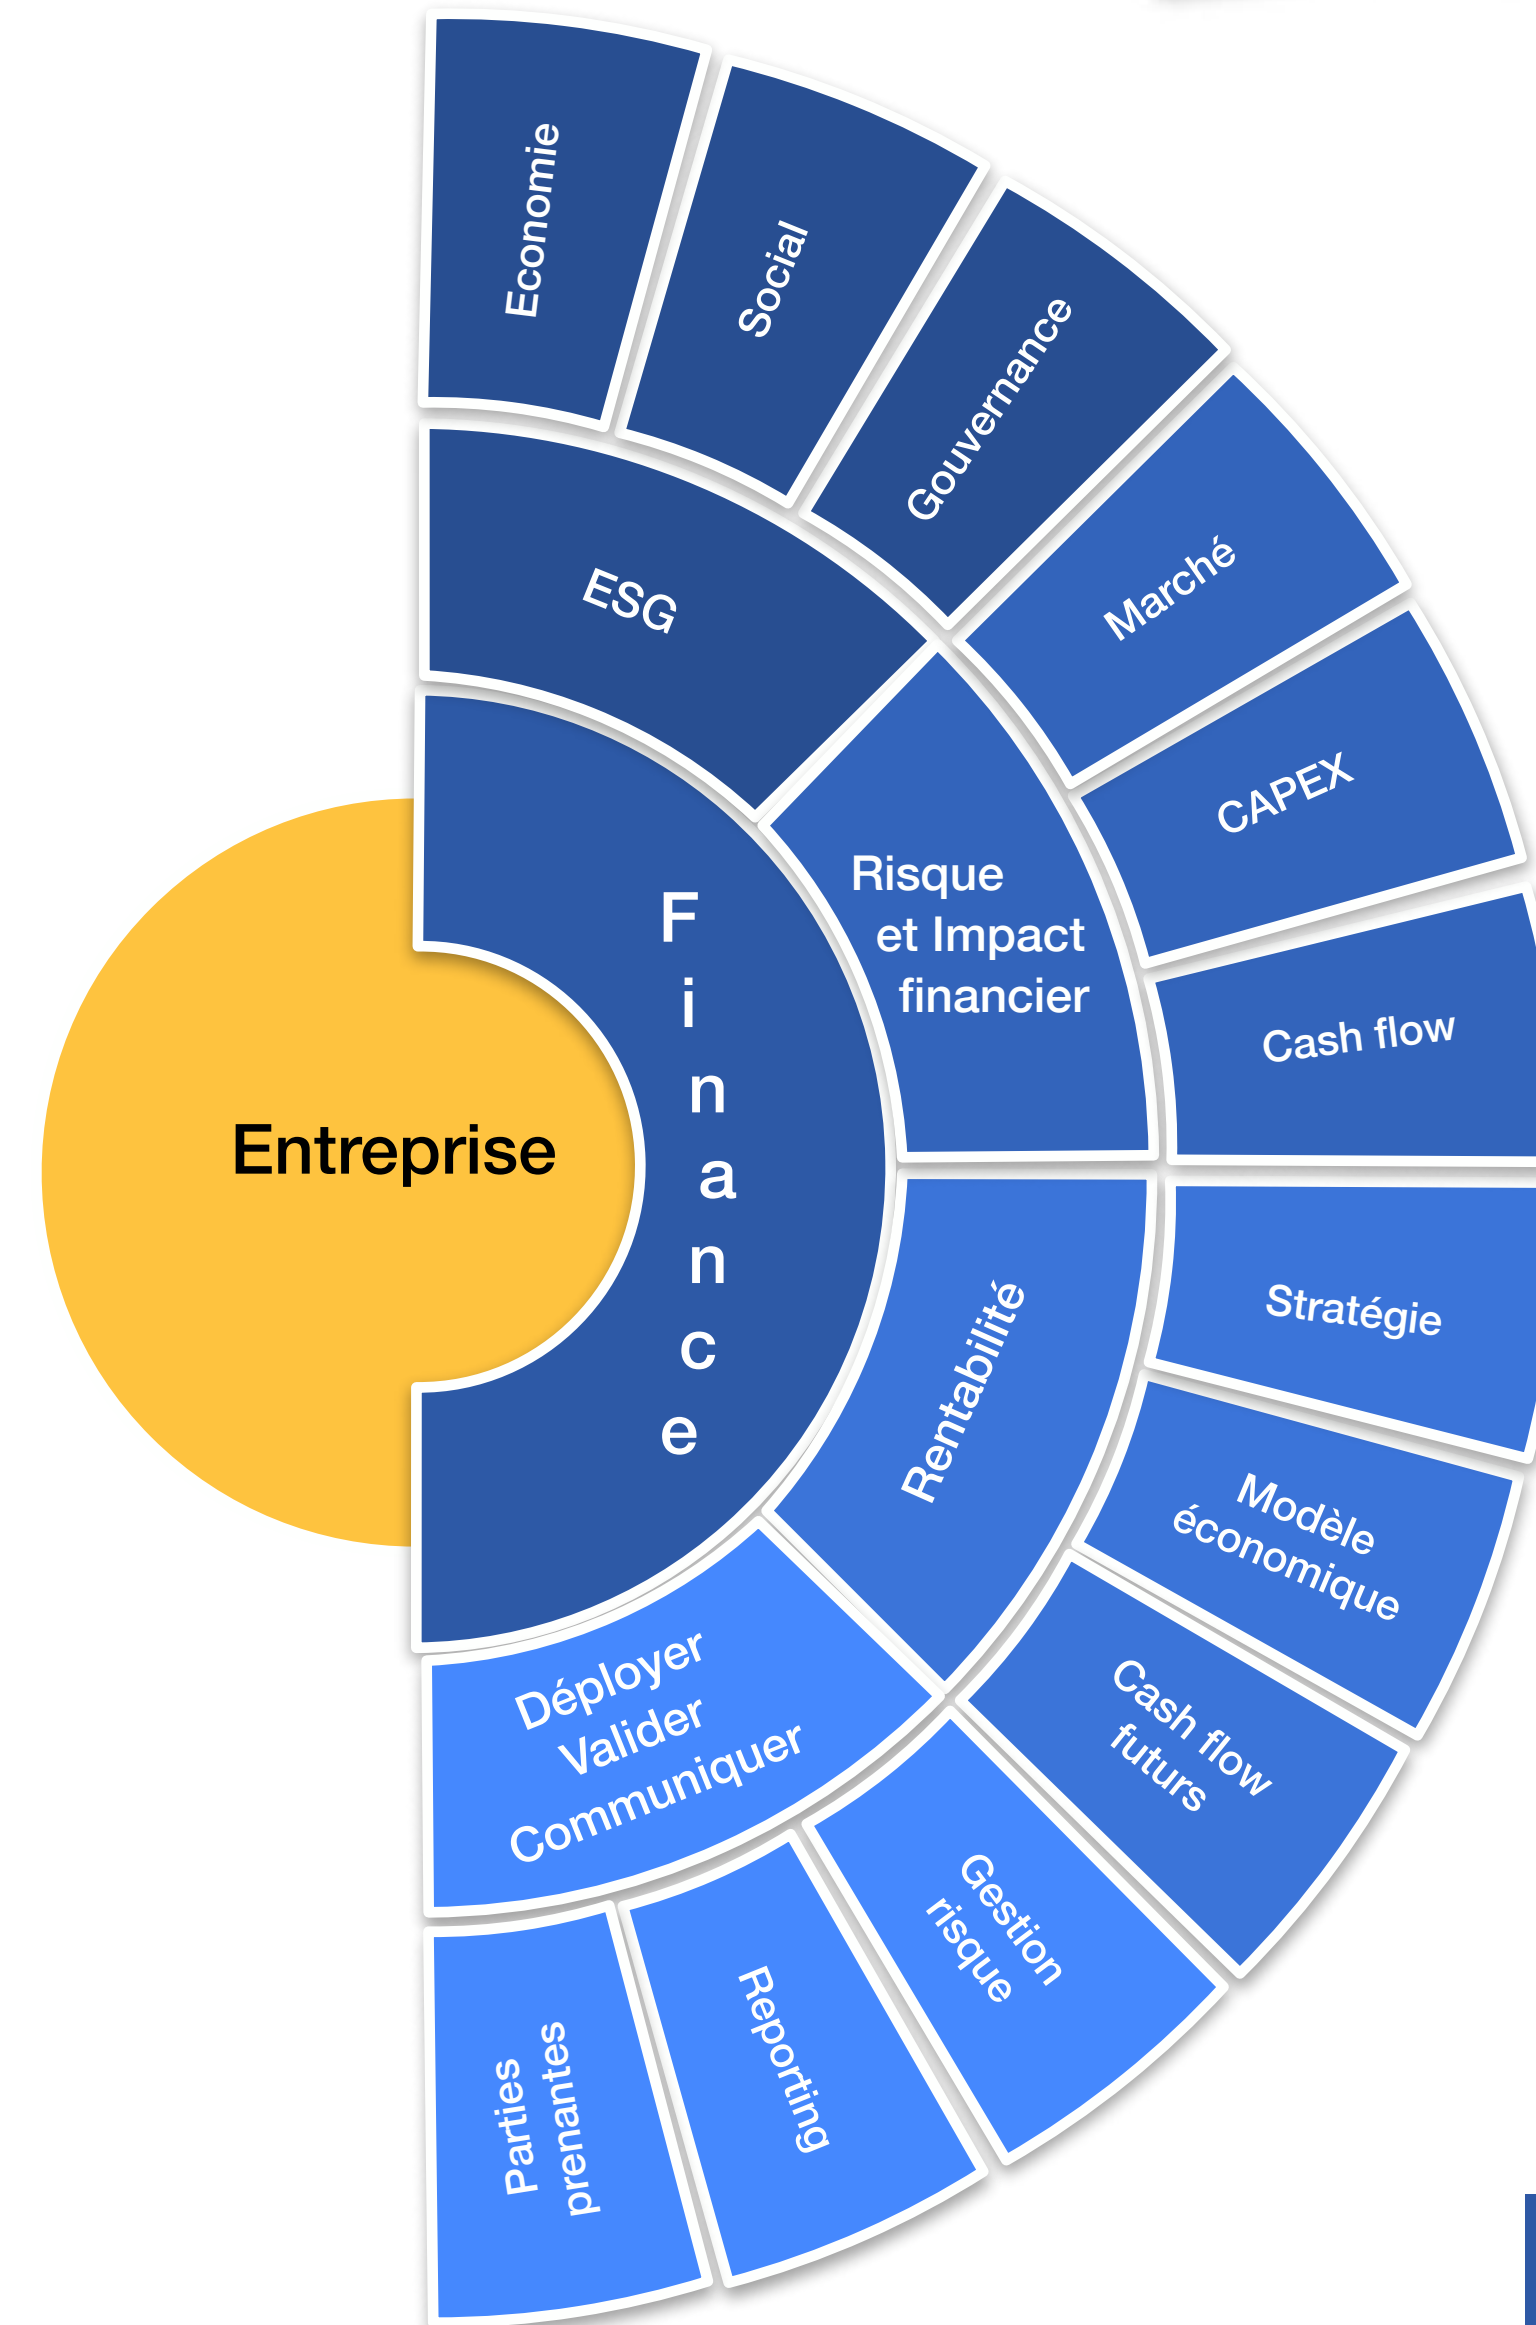 Economie
Social
Gouvernance
ESG
Marché
CAPEX
Risque
et Impact
financier
Cash flow
Finance
Entreprise
Rentabilité
Stratégie
Modèle
économique
Cash flow
futurs
Déployer
Valider
Communiquer
Gestion
risque
Reporting
Parties
prenantes